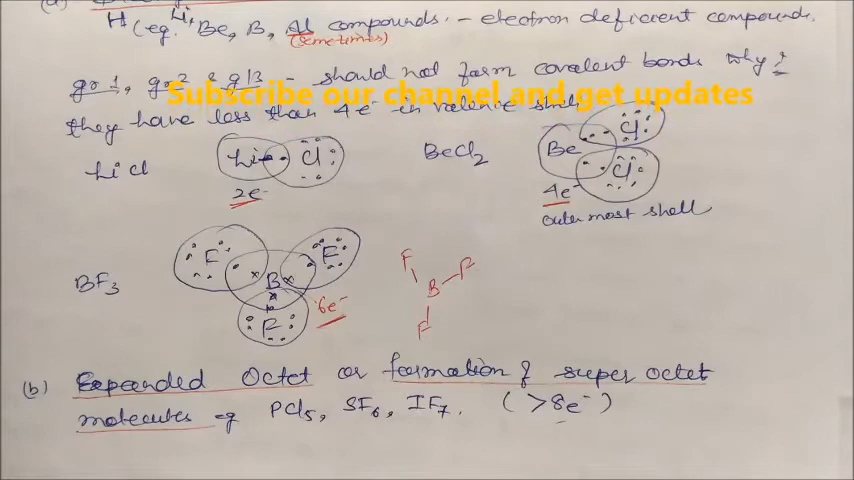 (a)
H (eg. Li, Be, B, Al compounds. - electron deficient compounds.
(sometimes)
gr 1, gr 2 & g13 - should not form covalent bonds why?
Subscribe our channel and get updates
they have less than 4e⁻ in valence shell
LiCl Li Cl BeCl₂ Be Cl Cl
2e⁻ 4e⁻
outer most shell
BF₃ F B F F 6e⁻ F B F F
(b) Expanded Octet or formation of super octet
molecules eg PCl₅, SF₆, IF₇. (>8e⁻)